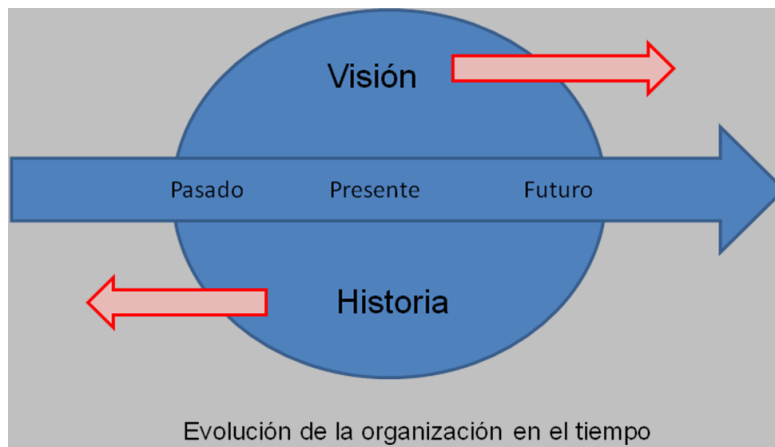 Visión
Pasado Presente Futuro
Historia
Evolución de la organización en el tiempo